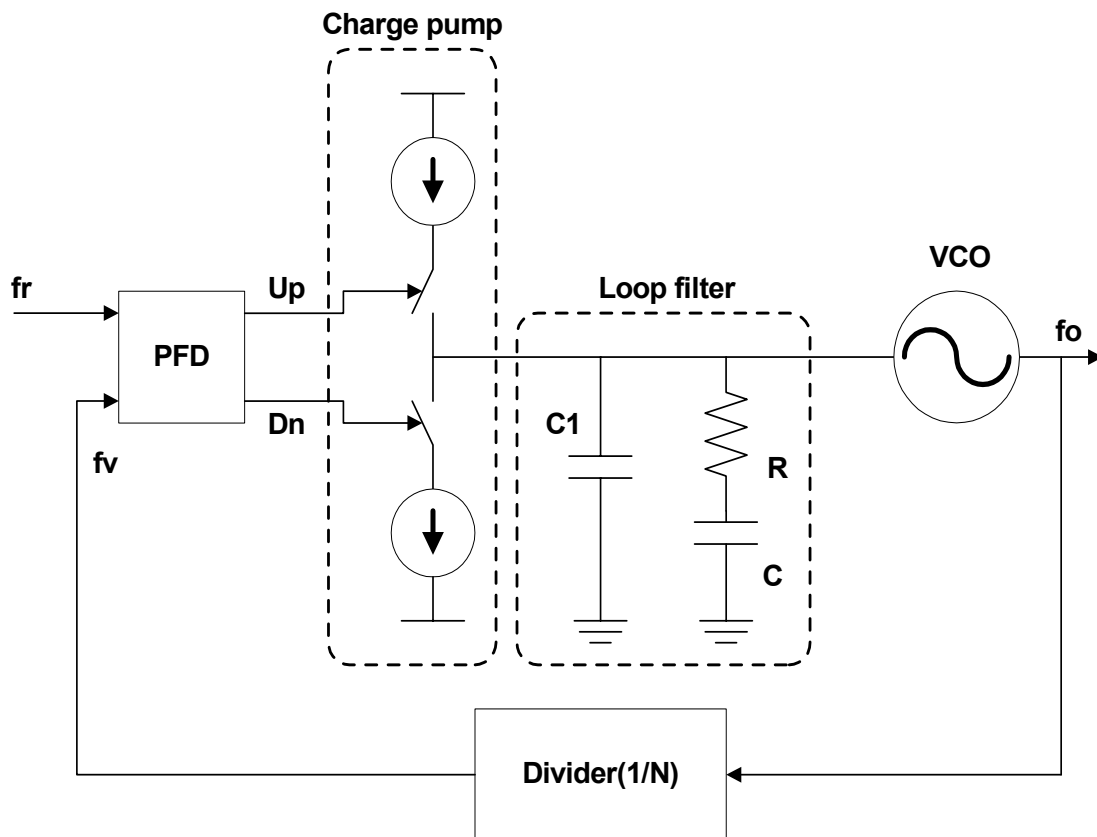 Charge pump
VCO
fr
Up
Loop filter
fo
PFD
C1
Dn
fv
R
C
Divider(1/N)